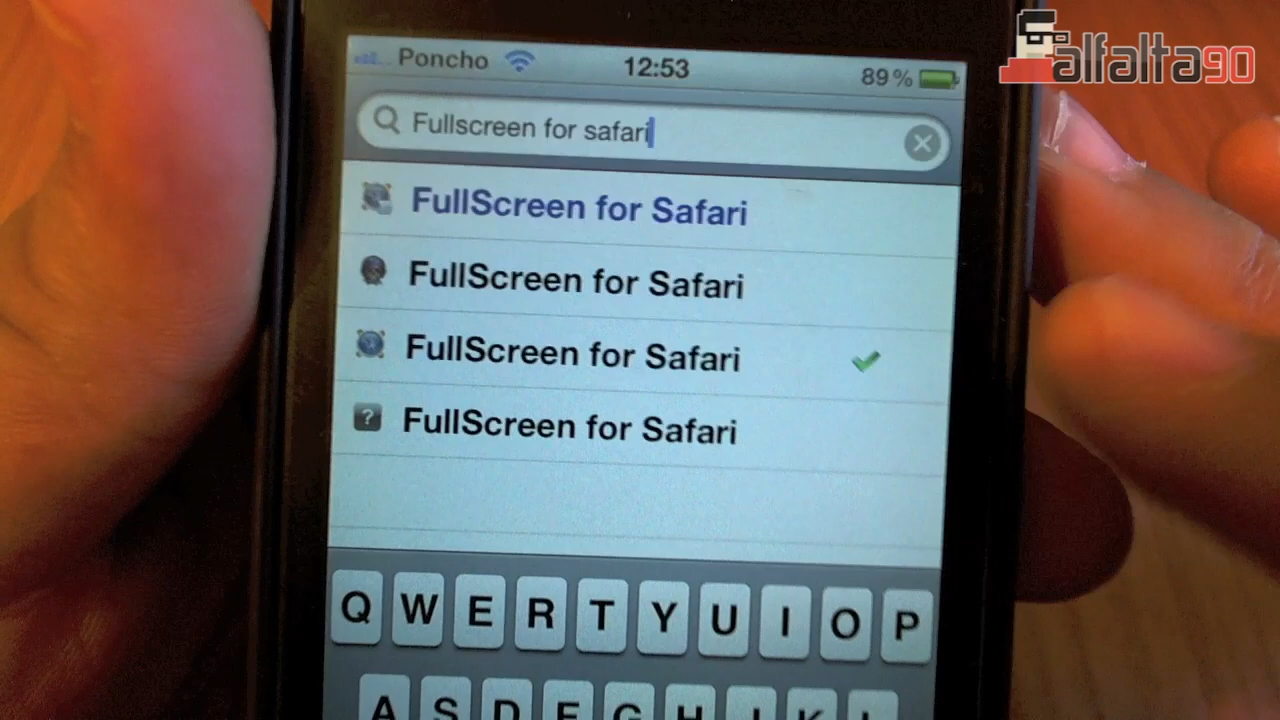 alfalta90
Poncho 12:53 89%
Fullscreen for safari
FullScreen for Safari
FullScreen for Safari
FullScreen for Safari
? FullScreen for Safari
Q W E R T Y U I O P
A S D F G H J K L